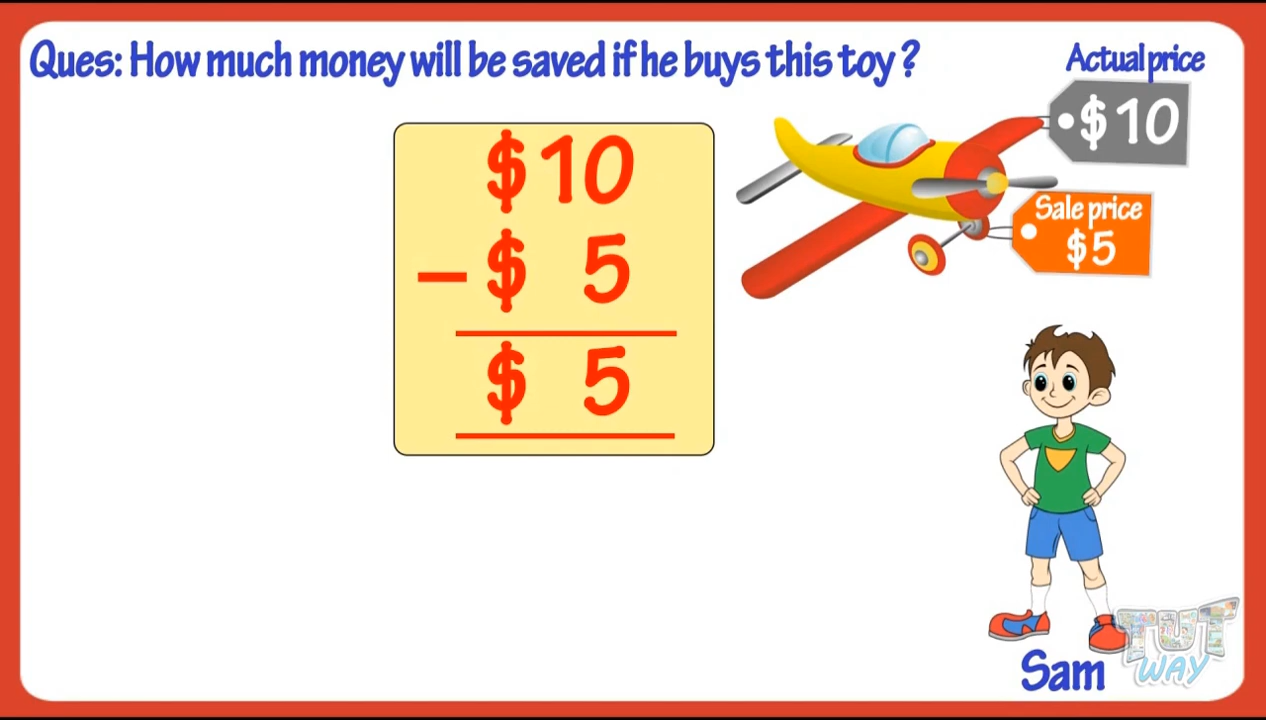 Ques: How much money will be saved if he buys this toy ?
Actual price
$10
Sale price
$5
$10
– $ 5
$ 5
Sam
TUT
WAY